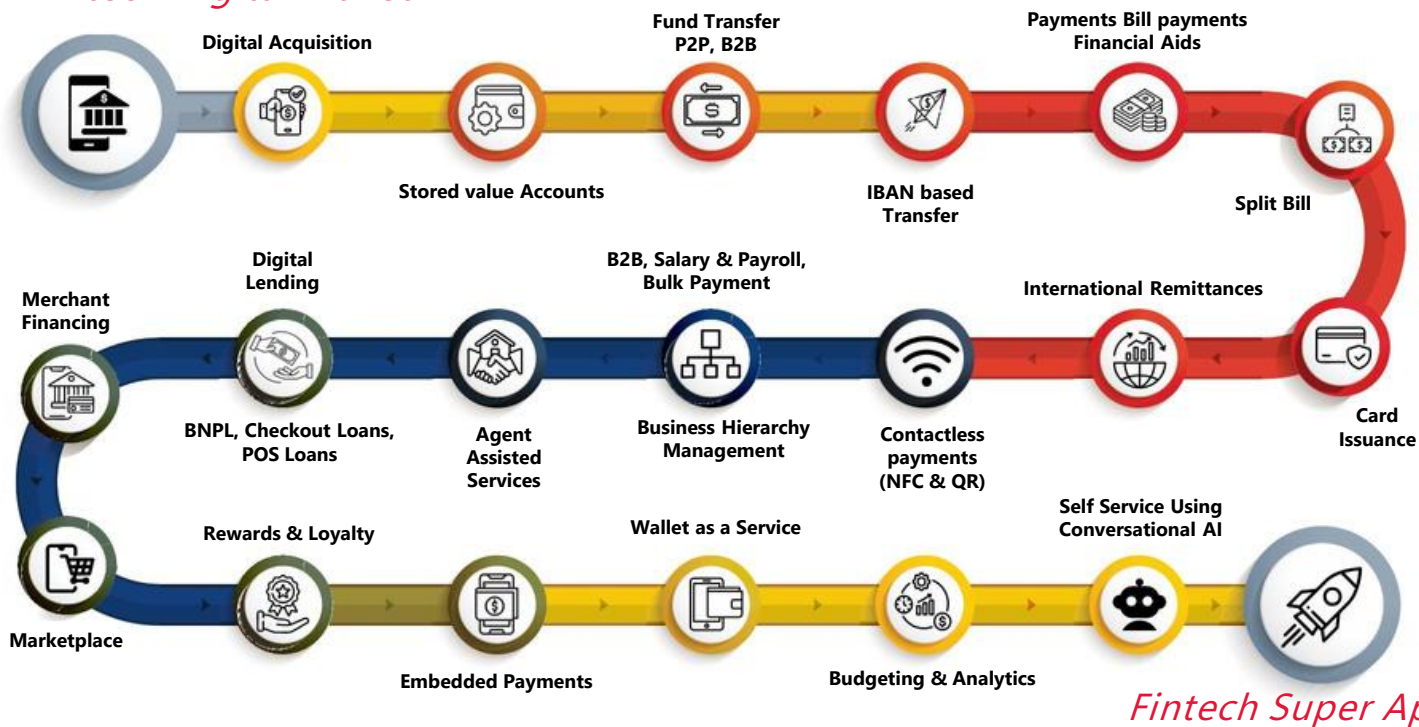 Digital Acquisition
Stored value Accounts
Fund Transfer
P2P, B2B
IBAN based
Transfer
Payments Bill payments
Financial Aids
Split Bill
Card
Issuance
International Remittances
Contactless
payments
(NFC & QR)
B2B, Salary & Payroll,
Bulk Payment
Business Hierarchy
Management
Agent
Assisted
Services
Digital
Lending
BNPL, Checkout Loans,
POS Loans
Merchant
Financing
Marketplace
Rewards & Loyalty
Embedded Payments
Wallet as a Service
Budgeting & Analytics
Self Service Using
Conversational AI
Fintech Super Ap